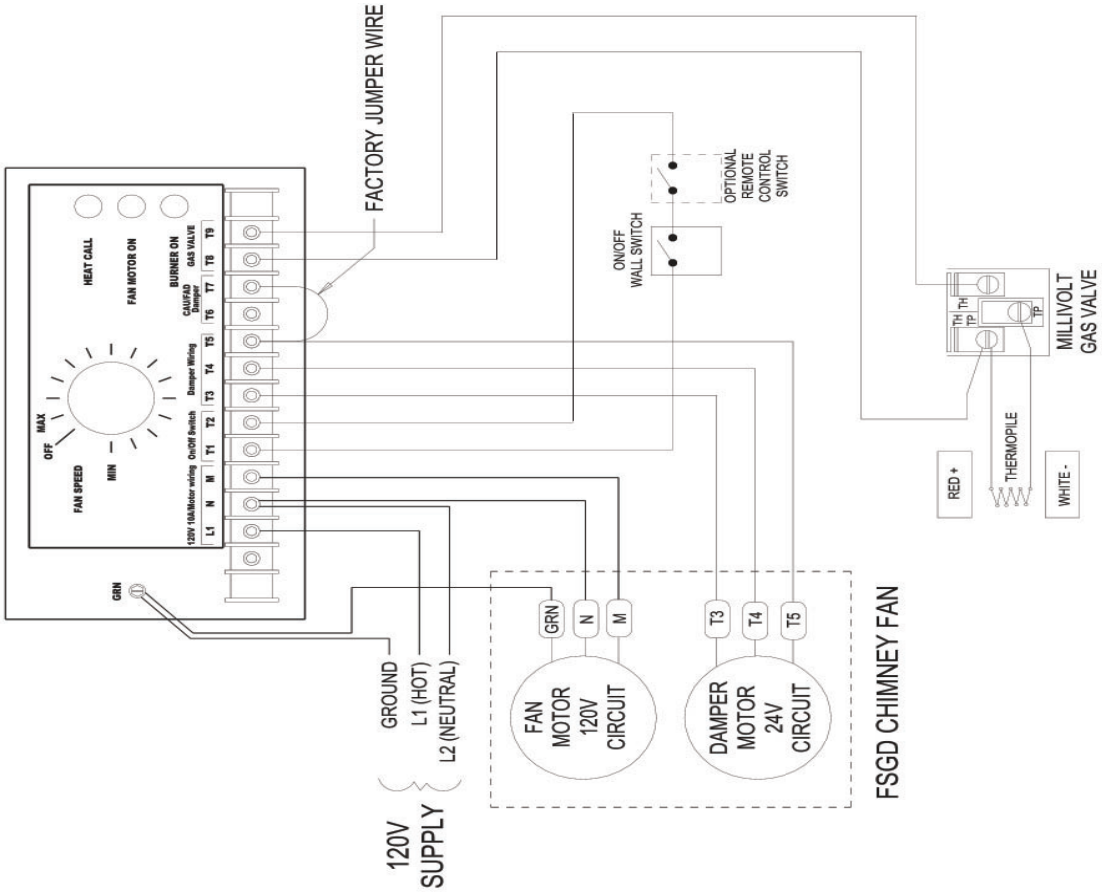 GRN
FAN SPEED
OFF
MAX
MIN
HEAT CALL
FAN MOTOR ON
BURNER ON
120V 10A/Motor wiring
On/Off Switch
Damper Wiring
CAU/FAD
Damper
GAS VALVE
L1
N
M
T1
T2
T3
T4
T5
T6
T7
T8
T9
FACTORY JUMPER WIRE
120V
SUPPLY
GROUND
L1 (HOT)
L2 (NEUTRAL)
FAN
MOTOR
120V
CIRCUIT
GRN
N
M
DAMPER
MOTOR
24V
CIRCUIT
T3
T4
T5
FSGD CHIMNEY FAN
ON/OFF
WALL SWITCH
OPTIONAL
REMOTE
CONTROL
SWITCH
RED +
THERMOPILE
WHITE -
TH
TP
TH
TP
MILLIVOLT
GAS VALVE